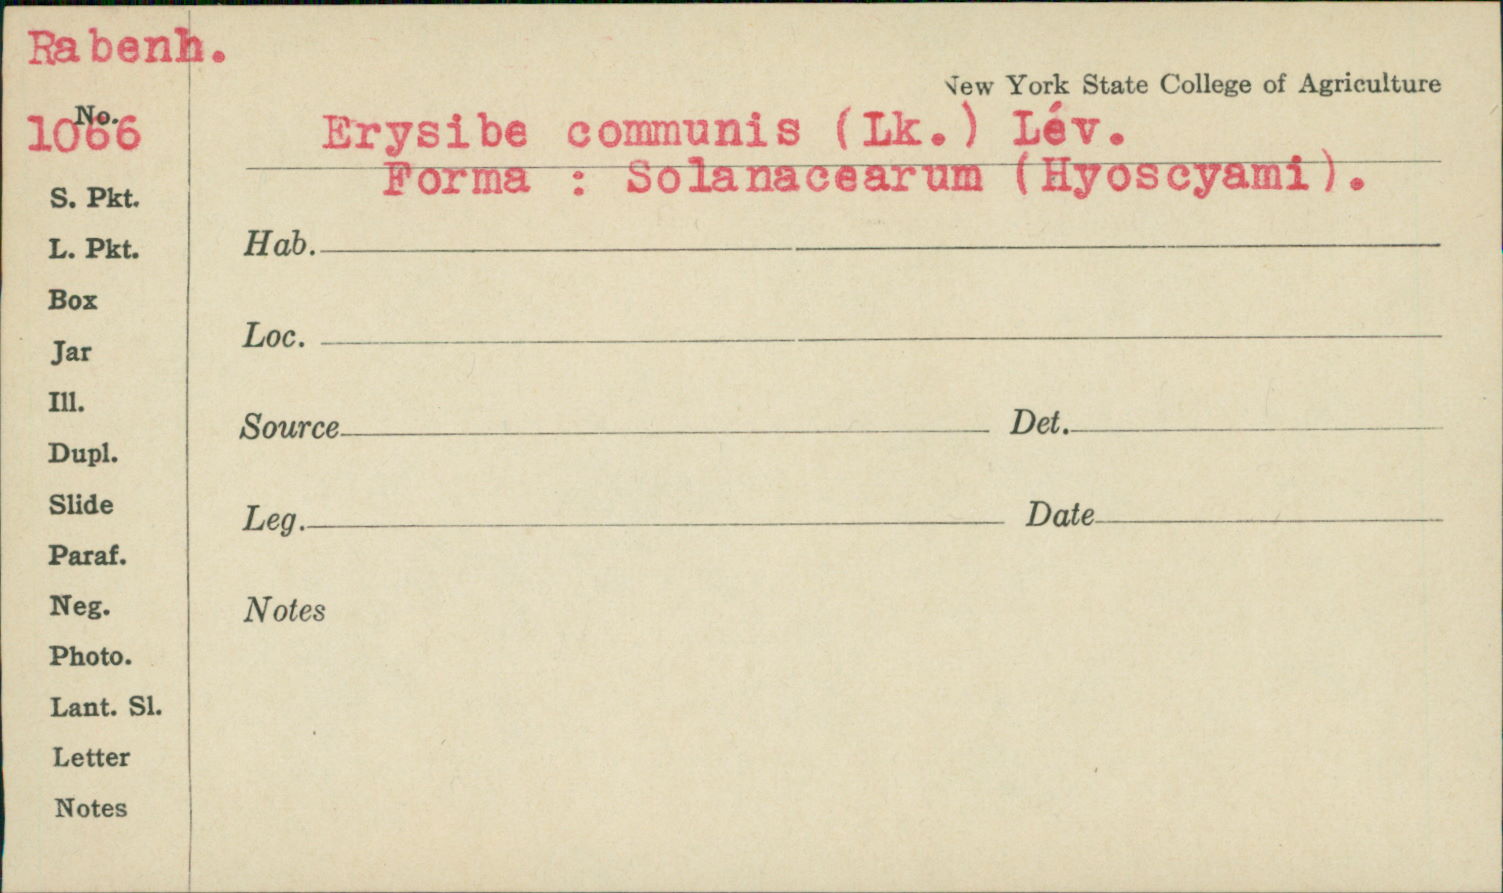 Rabenh.
New York State College of Agriculture
No.
1066
Erysibe communis (Lk.) Lév.
Forma : Solanacearum (Hyoscyami).
S. Pkt.
L. Pkt.
Hab.
Box
Loc.
Jar
Ill.
Source Det.
Dupl.
Slide
Leg. Date
Paraf.
Neg.
Notes
Photo.
Lant. Sl.
Letter
Notes